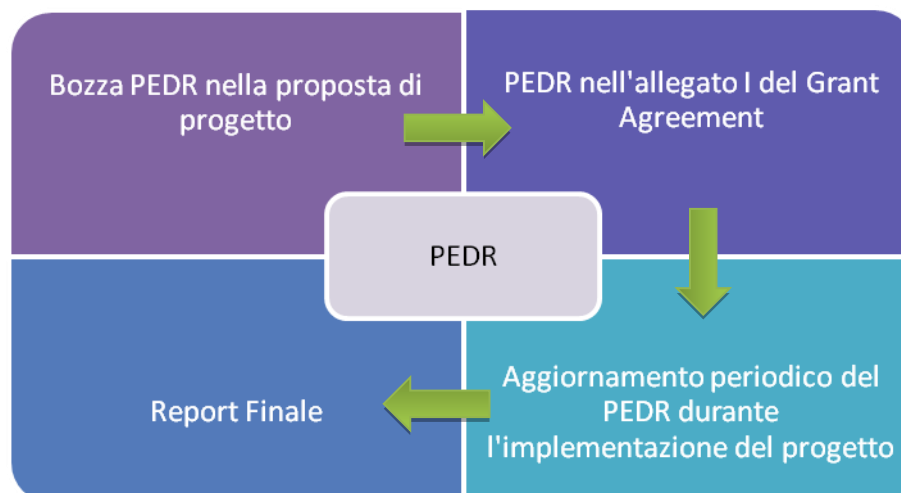 Bozza PEDR nella proposta di
progetto
PEDR nell'allegato I del Grant
Agreement
PEDR
Report Finale
Aggiornamento periodico del
PEDR durante
l'implementazione del progetto